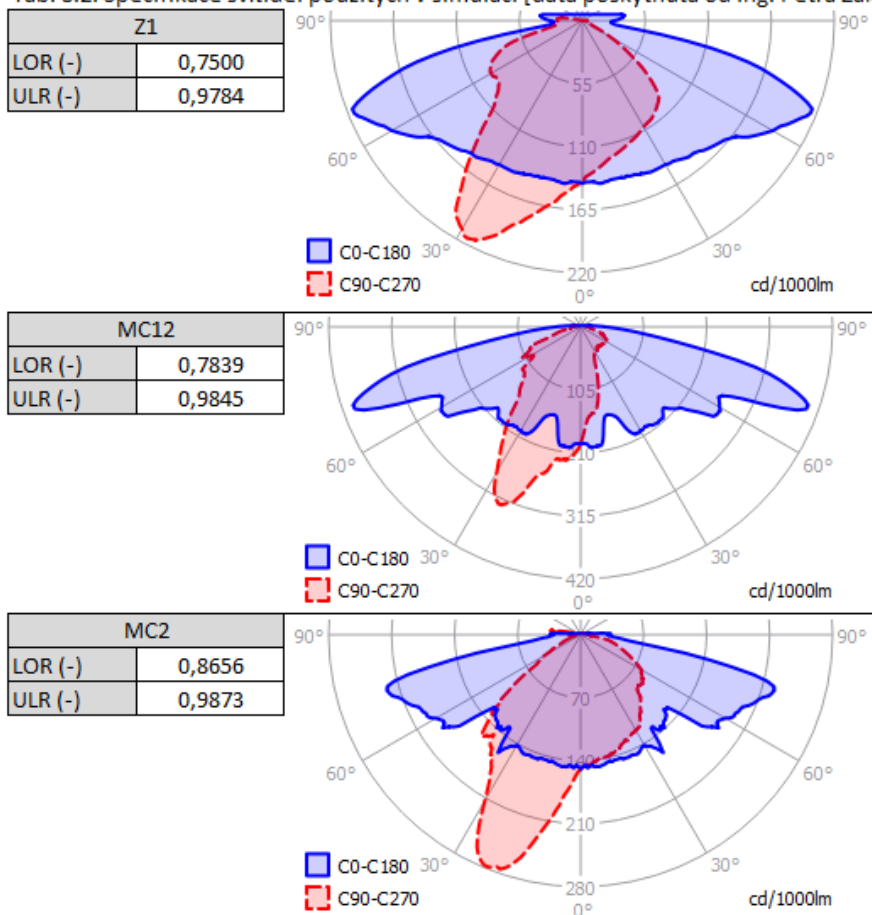 Z1
LOR (-) 0,7500
ULR (-) 0,9784
90° 90°
55
110
60° 60°
165
C0-C180 30° 30°
220
C90-C270 0° cd/1000lm
MC12
LOR (-) 0,7839
ULR (-) 0,9845
90° 90°
105
210
60° 60°
315
C0-C180 30° 30°
420
C90-C270 0° cd/1000lm
MC2
LOR (-) 0,8656
ULR (-) 0,9873
90° 90°
70
140
60° 60°
210
C0-C180 30° 30°
280
C90-C270 0° cd/1000lm